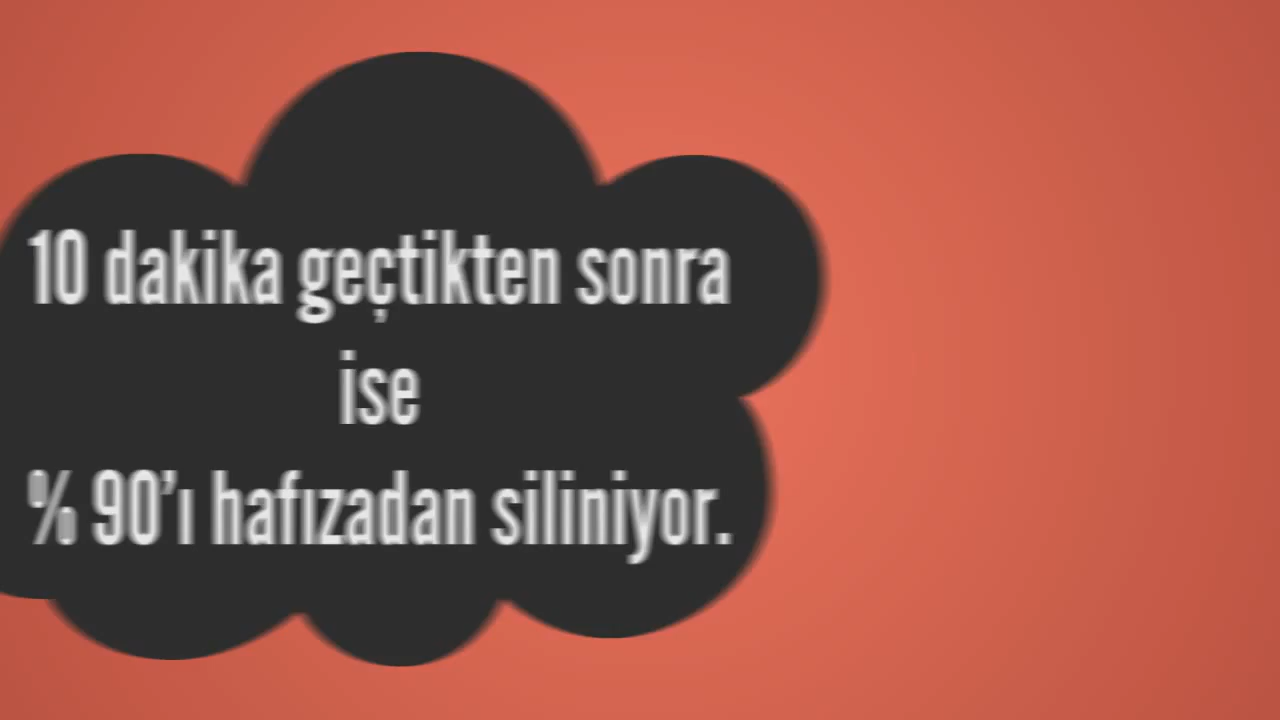 10 dakika geçtikten sonra
ise
% 90’ı hafızadan siliniyor.